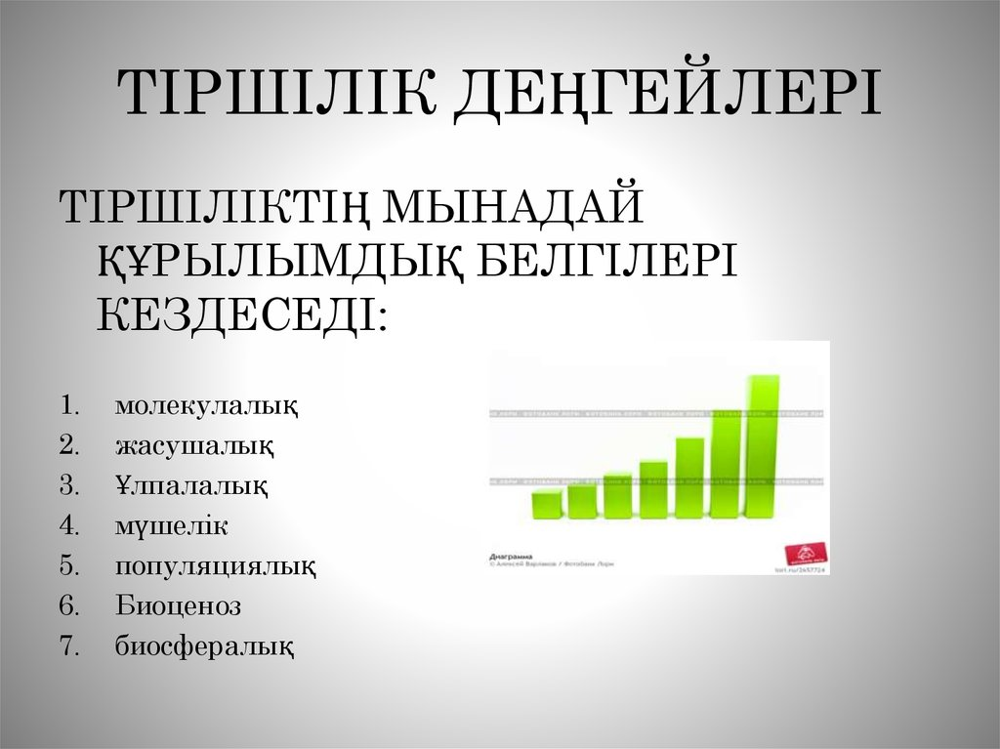 ТІРШІЛІК ДЕҢГЕЙЛЕРІ
ТІРШІЛІКТІҢ МЫНАДАЙ
ҚҰРЫЛЫМДЫҚ БЕЛГІЛЕРІ
КЕЗДЕСЕДІ:
1. молекулалық
2. жасушалық
3. Ұлпалалық
4. мүшелік
5. популяциялық
6. Биоценоз
7. биосфералық
Диаграмма
© Алексей Варламов / Фотобанк Лори
lori.ru/2457724